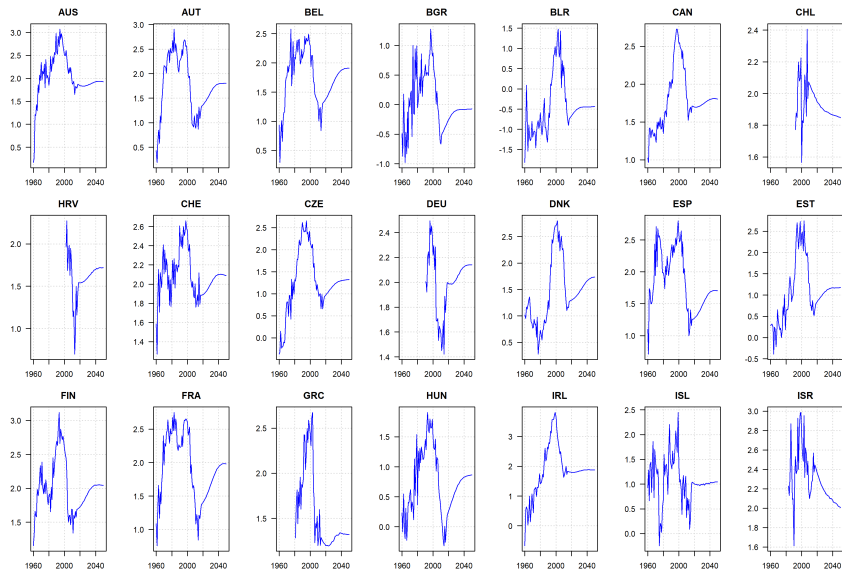 AUS AUT BEL BGR BLR CAN CHL
3.0 3.0 2.5 1.0 1.5 2.5 2.4
2.5 2.5 2.0 0.5 1.0 2.0 2.2
2.0 2.0 1.5 0.0 0.5 1.5 2.0
1.5 1.5 1.0 -0.5 -0.0 1.0 1.8
1.0 1.0 0.5 -1.0 -0.5 1.6
0.5 0.5 -1.0
-1.5
1960 2000 2040 1960 2000 2040 1960 2000 2040 1960 2000 2040 1960 2000 2040 1960 2000 2040 1960 2000 2040
HRV CHE CZE DEU DNK ESP EST
2.0 2.6 2.5 2.6 2.5 2.5 2.5
1.0 2.4 2.0 2.4 2.0 2.0 2.0
2.2 1.5 2.2 1.5 1.5 1.5
2.0 1.0 2.0 1.0 1.0 1.0
1.8 0.5 1.8 0.5 0.5
1.6 0.0 1.6 0.0
1.4 1.4 -0.5
1960 2000 2040 1960 2000 2040 1960 2000 2040 1960 2000 2040 1960 2000 2040 1960 2000 2040 1960 2000 2040
FIN FRA GRC HUN IRL ISL ISR
3.0 2.5 2.5 1.5 3 2.5 3.0
2.5 2.0 2.0 1.0 2 2.0 2.8
2.0 1.5 1.5 0.5 1 1.5 2.6
1.5 1.0 0.0 0 1.0 2.4
0.5 2.2
0.0 2.0
1.8
1.6
1960 2000 2040 1960 2000 2040 1960 2000 2040 1960 2000 2040 1960 2000 2040 1960 2000 2040 1960 2000 2040